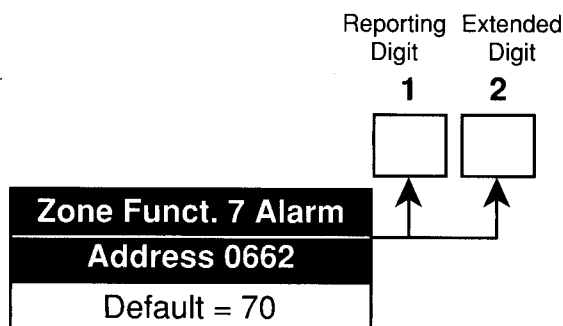 Reporting Extended
Digit Digit
1 2
Zone Funct. 7 Alarm
Address 0662
Default = 70